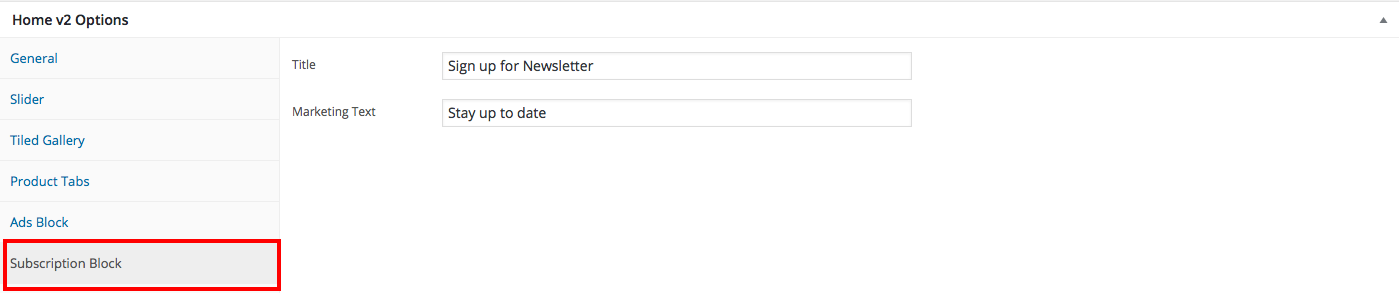 Home v2 Options
General
Slider
Tiled Gallery
Product Tabs
Ads Block
Subscription Block
Title
Sign up for Newsletter
Marketing Text
Stay up to date